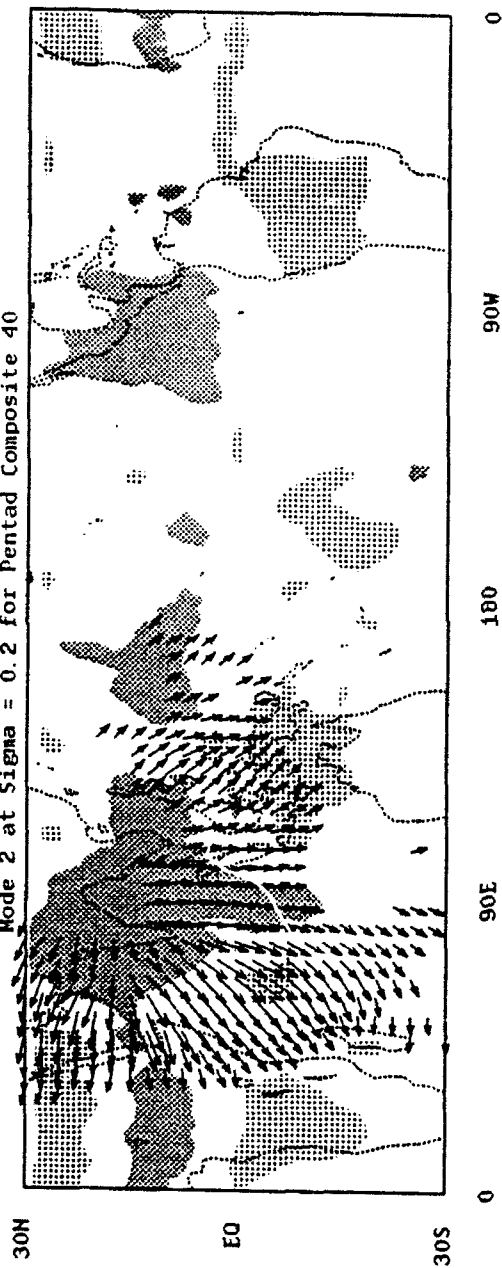 Mode 2 at Sigma = 0.2 for Pentad Composite 40
30N
EQ
30S
0
90E
180
90W
0